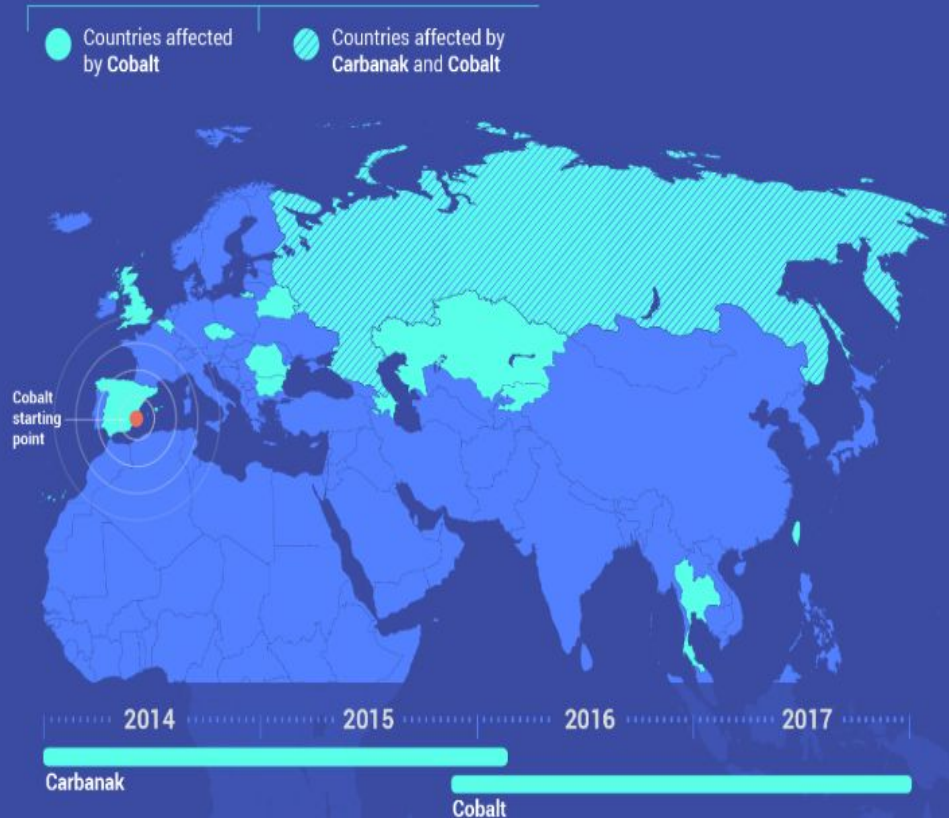 Countries affected
by Cobalt
Countries affected by
Carbanak and Cobalt
Cobalt
starting
point
2014
2015
2016
2017
Carbanak
Cobalt